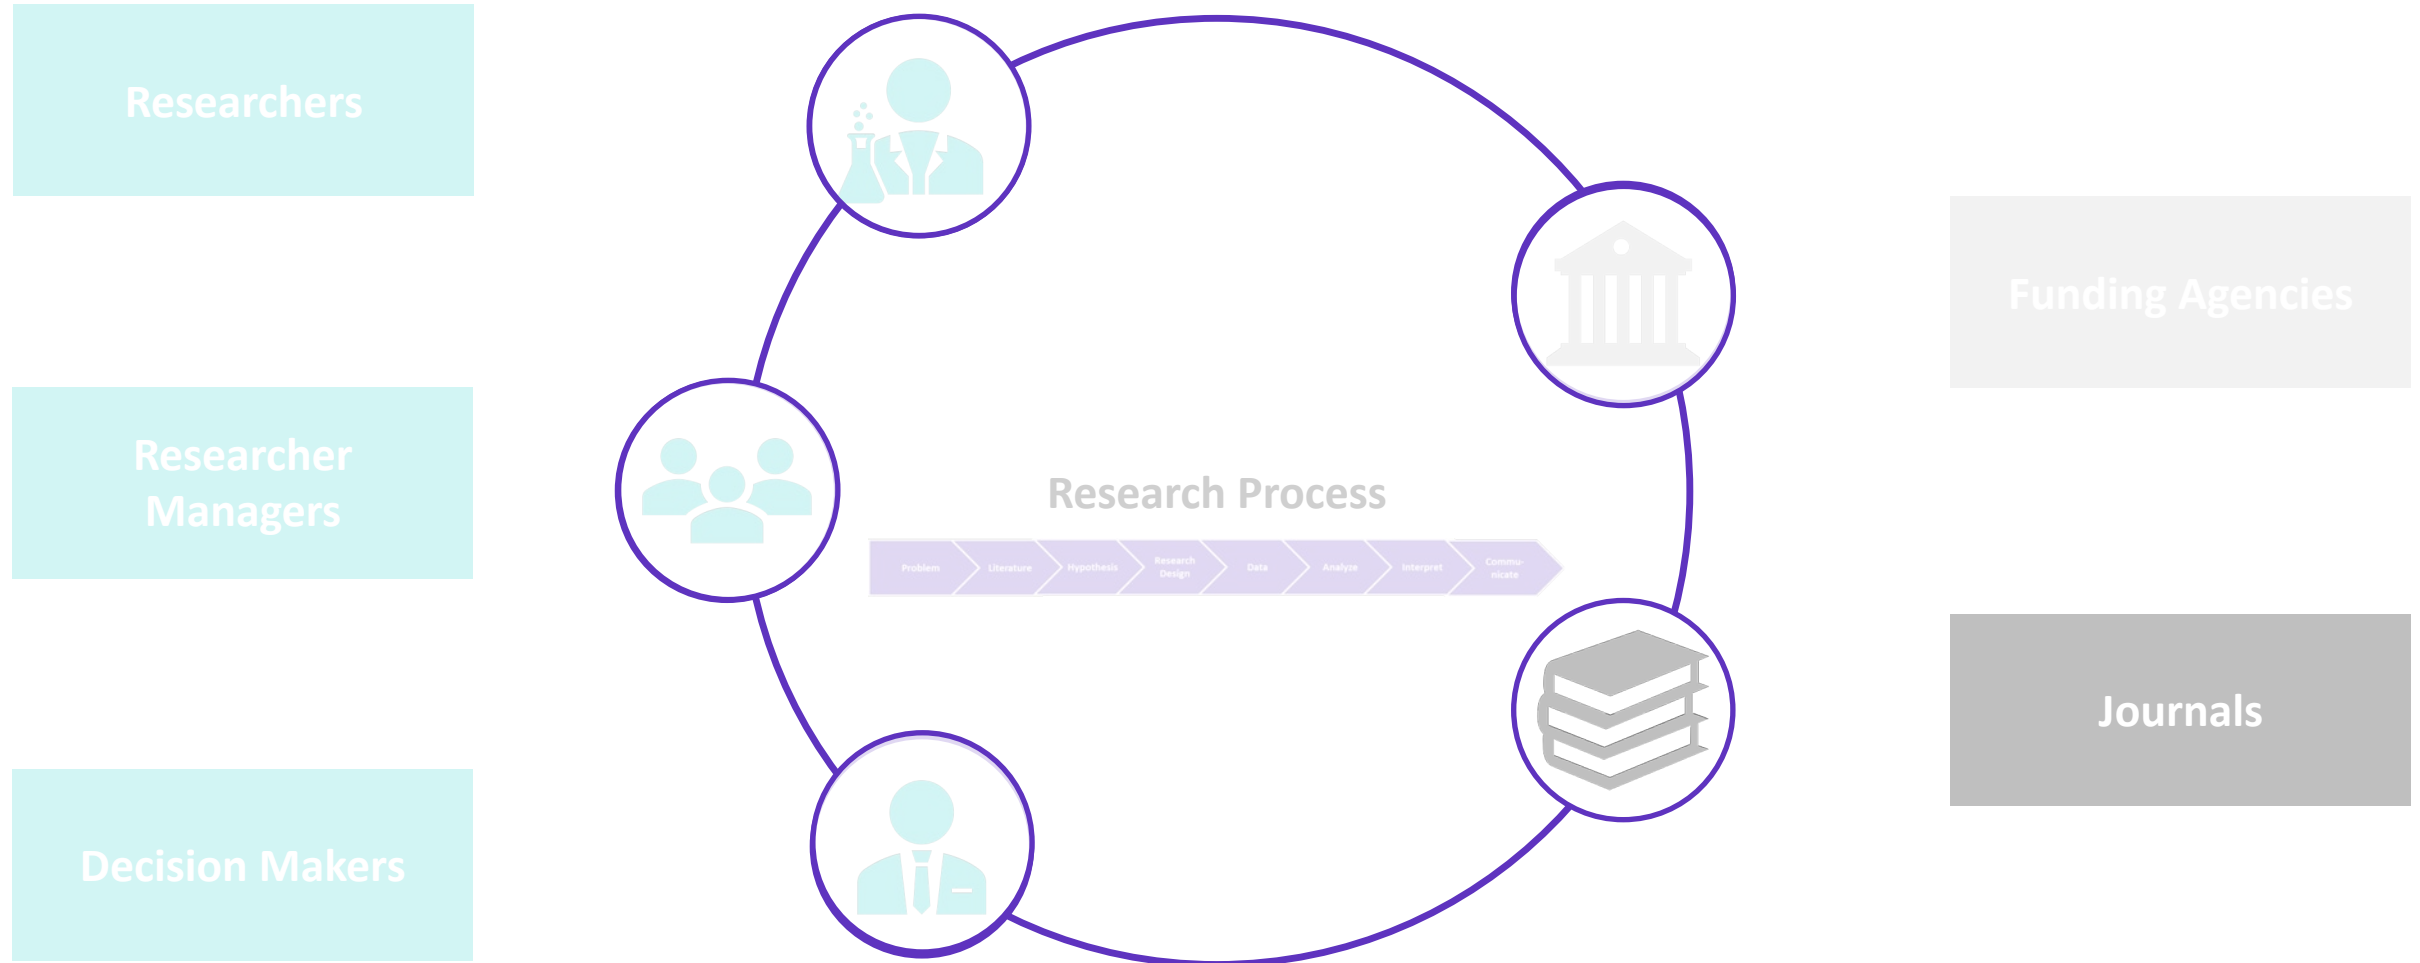 Researchers
Funding Agencies
Researcher
Managers
Research Process
Problem
Literature
Hypothesis
Research
Design
Data
Analyze
Interpret
Commu-
nicate
Journals
Decision Makers